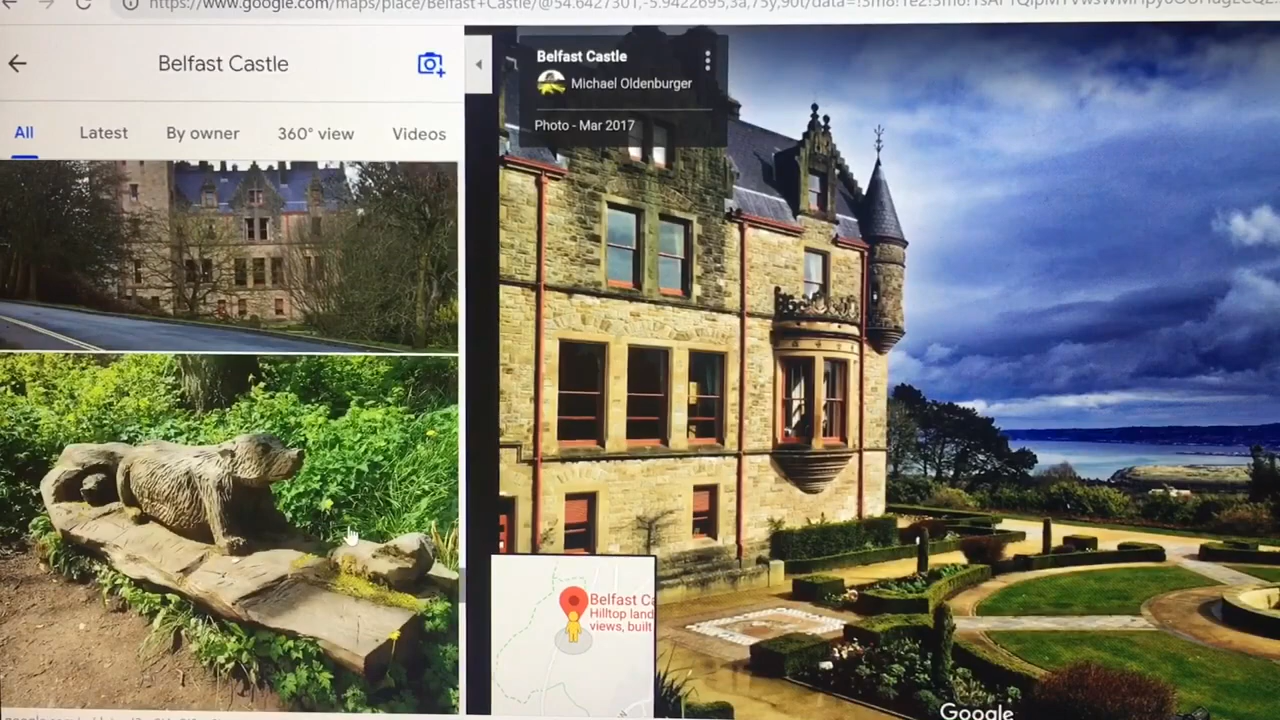 https://www.google.com/maps/place/Belfast+Castle/@54.6427301,-5.9422695,3a,75y,90t/data=
Belfast Castle
All
Latest
By owner
360° view
Videos
Belfast Castle
Michael Oldenburger
Photo - Mar 2017
Belfast Ca
Hilltop land
views, built
Google